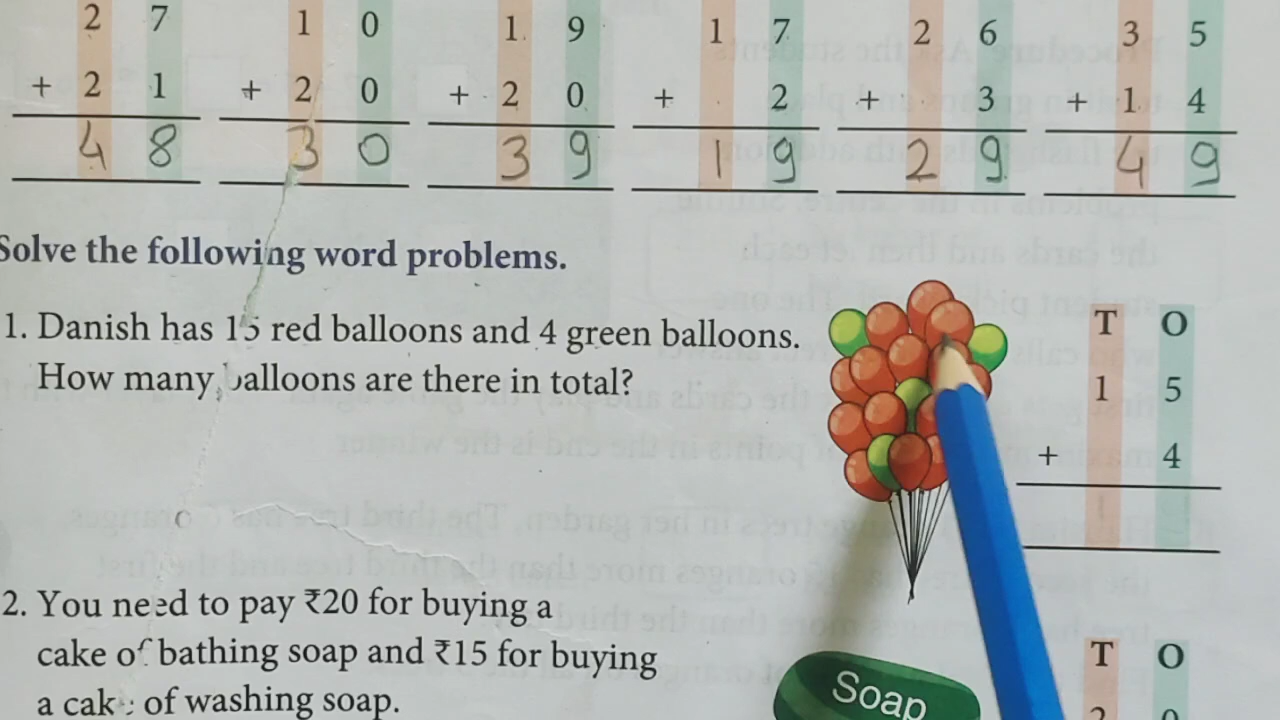 2 7 1 0 1 9 1 7 2 6 3 5
+ 2 1 + 2 0 + 2 0 + 2 + 3 + 1 4
4 8 3 0 3 9 1 9 2 9 4 9
Solve the following word problems.
1. Danish has 15 red balloons and 4 green balloons.
How many balloons are there in total?
T O
1 5
+ 4
2. You need to pay ₹20 for buying a
cake of bathing soap and ₹15 for buying
a cake of washing soap.
Soap
T O
2 0